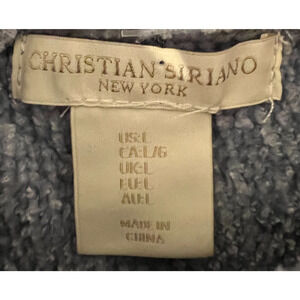 CHRISTIAN SIRIANO
NEW YORK
US:L
CA:L/G
UK:L
EU:L
AU:L
MADE IN
CHINA